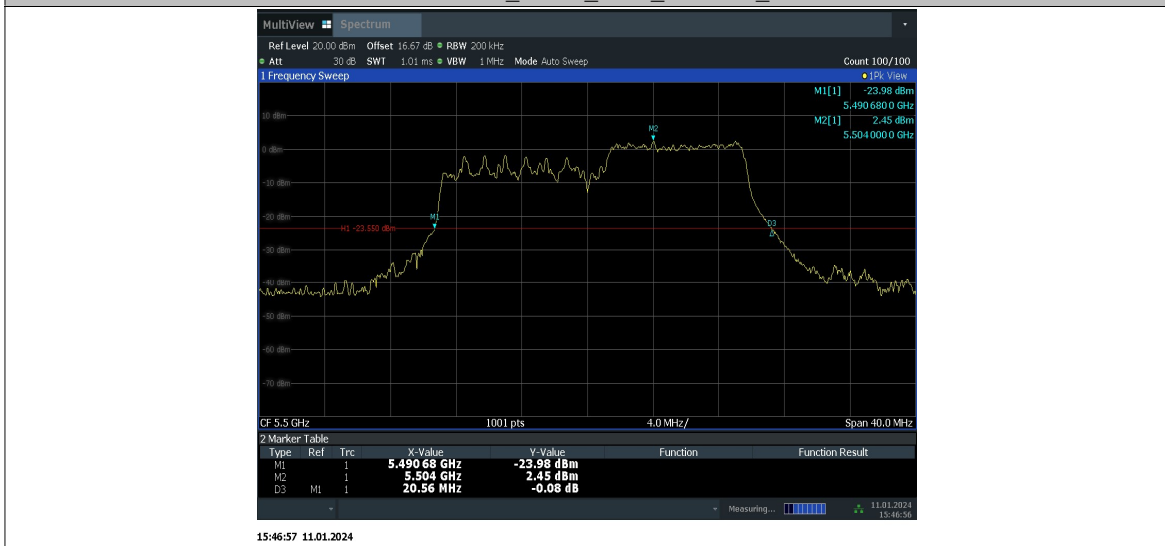 MultiView Spectrum
Ref Level 20.00 dBm Offset 16.67 dB RBW 200 kHz
Att 30 dB SWT 1.01 ms VBW 1 MHz Mode Auto Sweep Count 100/100
1 Frequency Sweep 1Pk View
M1[1] -23.98 dBm
5.490 680 0 GHz
M2[1] 2.45 dBm
5.504 000 0 GHz
10 dBm
M2
0 dBm
-10 dBm
-20 dBm
M1
D3
H1 -23.550 dBm
-30 dBm
-40 dBm
-50 dBm
-60 dBm
-70 dBm
CF 5.5 GHz 1001 pts 4.0 MHz/ Span 40.0 MHz
2 Marker Table
Type Ref Trc X-Value Y-Value Function Function Result
M1 1 5.490 68 GHz -23.98 dBm
M2 1 5.504 GHz 2.45 dBm
D3 M1 1 20.56 MHz -0.08 dB
Measuring... 11.01.2024
15:46:56
15:46:57 11.01.2024